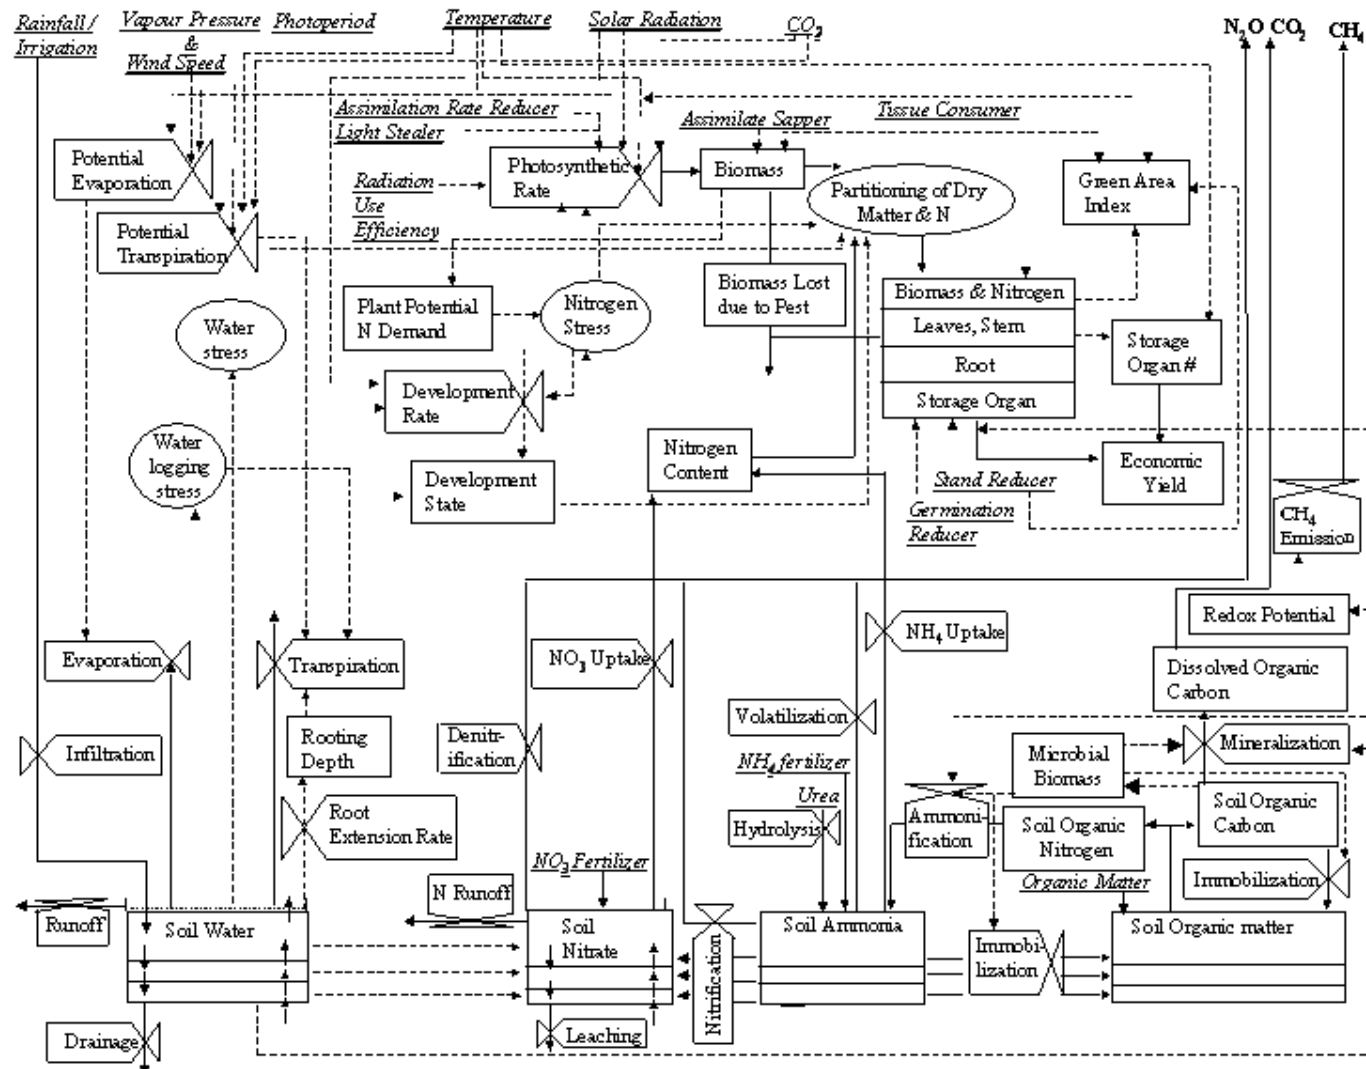 Rainfall/
Irrigation
Vapour Pressure
&
Wind Speed
Photoperiod
Temperature
Solar Radiation
CO2
N2O CO2
CH4
Assimilation Rate Reducer
Light Stealer
Assimilate Sapper
Tissue Consumer
Potential
Evaporation
Potential
Transpiration
Radiation
Use
Efficiency
Photosynthetic
Rate
Biomass
Partitioning of Dry
Matter & N
Green Area
Index
Water
stress
Plant Potential
N Demand
Nitrogen
Stress
Biomass Lost
due to Pest
Biomass & Nitrogen
Leaves, Stem
Root
Storage Organ
Storage
Organ #
Development
Rate
Water
logging
stress
Development
State
Nitrogen
Content
Stand Reducer
Germination
Reducer
Economic
Yield
CH4
Emission
Redox Potential
Evaporation
Transpiration
NO3 Uptake
NH4 Uptake
Dissolved Organic
Carbon
Infiltration
Rooting
Depth
Denitr-
ification
Volatilization
Microbial
Biomass
Mineralization
NH4 fertilizer
Urea
Root
Extension Rate
Hydrolysis
Ammoni-
fication
Soil Organic
Nitrogen
Soil Organic
Carbon
NO3 Fertilizer
Organic Matter
Immobilization
Runoff
N Runoff
Soil Water
Soil
Nitrate
Nitrification
Soil Ammonia
Immobi-
lization
Soil Organic matter
Drainage
Leaching